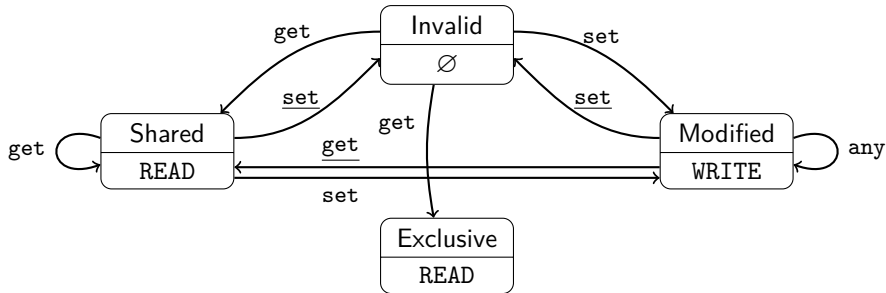 Invalid
∅
get
set
set
set
get
Shared
READ
get
get
set
Modified
WRITE
any
Exclusive
READ